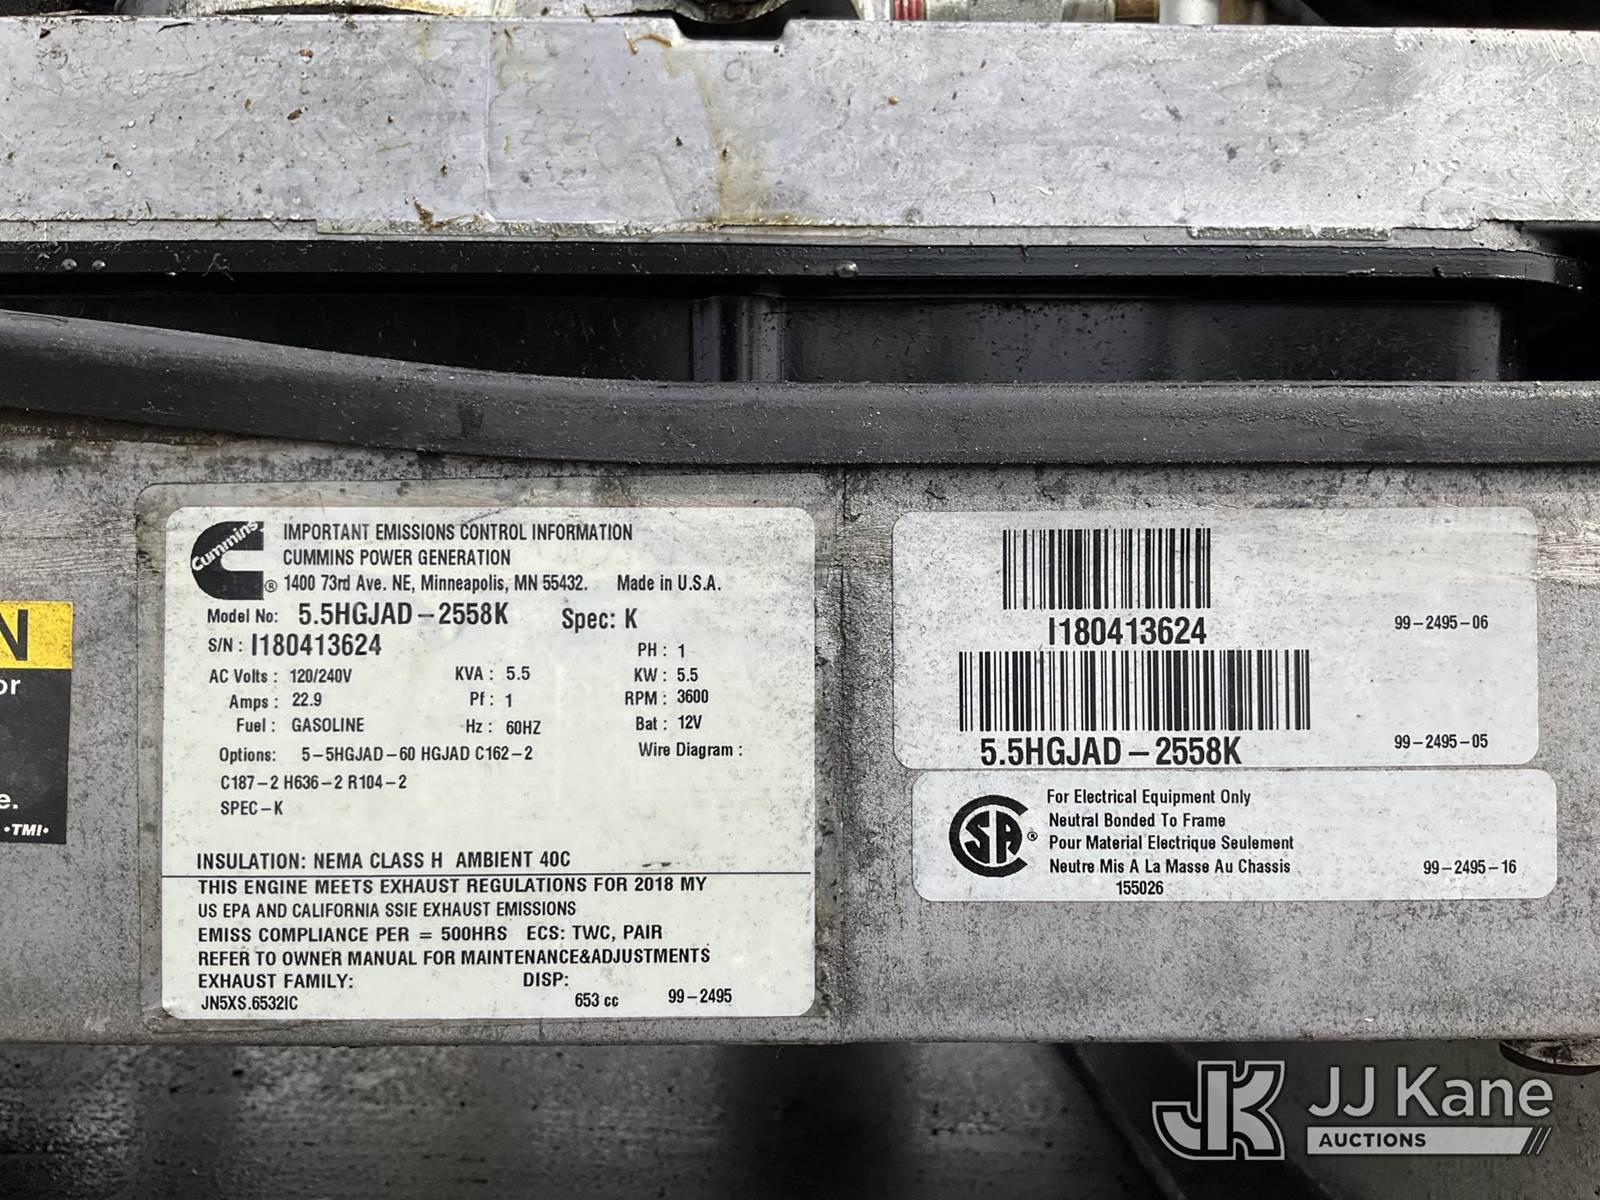 Cummins
IMPORTANT EMISSIONS CONTROL INFORMATION
CUMMINS POWER GENERATION
® 1400 73rd Ave. NE, Minneapolis, MN 55432. Made in U.S.A.
Model No: 5.5HGJAD-2558K Spec: K
S/N: I180413624 PH: 1
AC Volts: 120/240V KVA: 5.5 KW: 5.5
Amps: 22.9 Pf: 1 RPM: 3600
Fuel: GASOLINE Hz: 60HZ Bat: 12V
Options: 5-5HGJAD-60 HGJAD C162-2 Wire Diagram:
C187-2 H636-2 R104-2
SPEC-K
INSULATION: NEMA CLASS H AMBIENT 40C
THIS ENGINE MEETS EXHAUST REGULATIONS FOR 2018 MY
US EPA AND CALIFORNIA SSIE EXHAUST EMISSIONS
EMISS COMPLIANCE PER = 500HRS ECS: TWC, PAIR
REFER TO OWNER MANUAL FOR MAINTENANCE&ADJUSTMENTS
EXHAUST FAMILY: DISP:
JN5XS.6532IC 653 cc 99-2495
I180413624 99-2495-06
5.5HGJAD-2558K 99-2495-05
CSA®
For Electrical Equipment Only
Neutral Bonded To Frame
Pour Material Electrique Seulement
Neutre Mis A La Masse Au Chassis 99-2495-16
155026
N
or
e.
•TMI•
JK JJ Kane
AUCTIONS